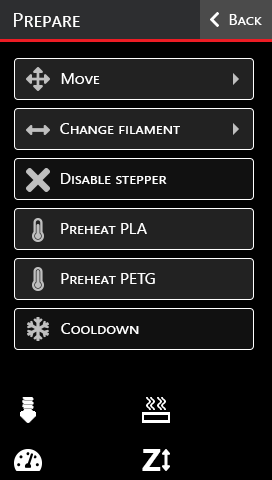 Prepare
Back
Move
Change filament
Disable stepper
Preheat PLA
Preheat PETG
Cooldown
Z